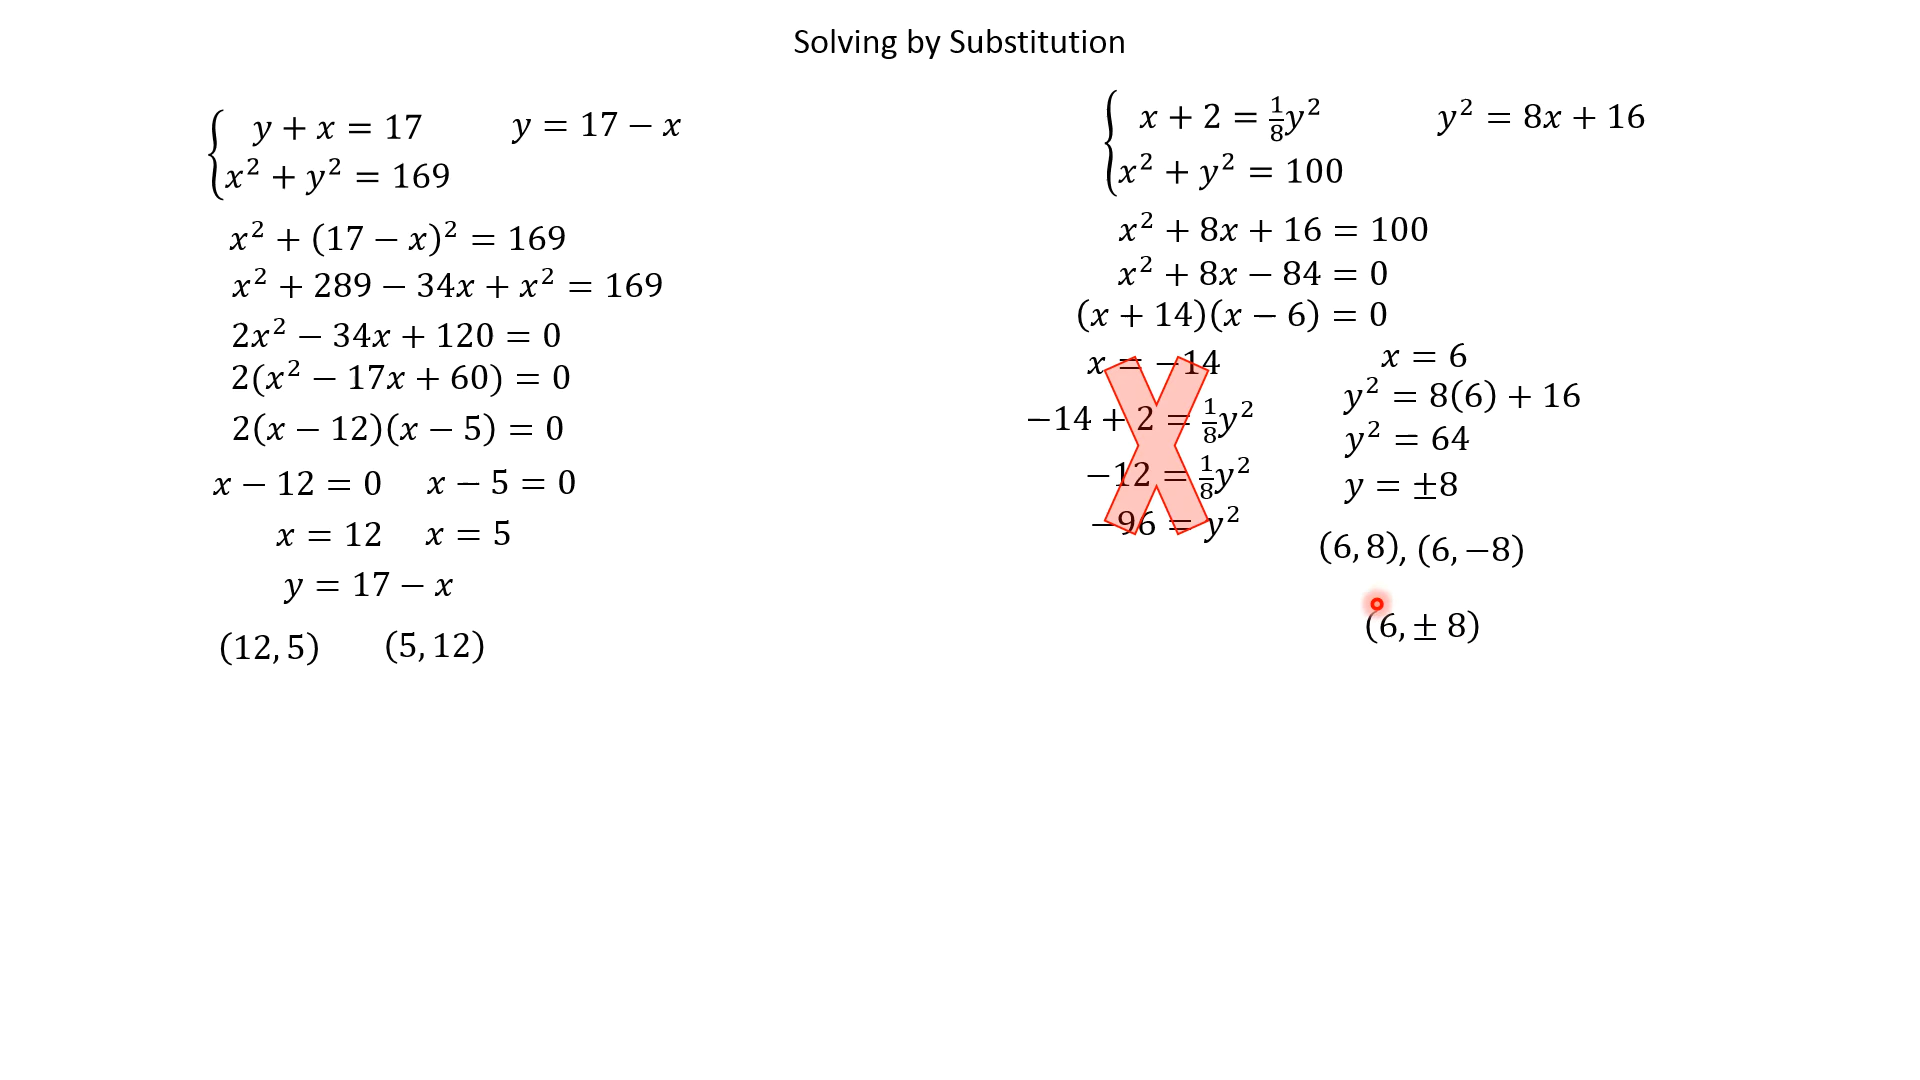 Solving by Substitution
y + x = 17    y = 17 − x
x² + y² = 169
x² + (17 − x)² = 169
x² + 289 − 34x + x² = 169
2x² − 34x + 120 = 0
2(x² − 17x + 60) = 0
2(x − 12)(x − 5) = 0
x − 12 = 0    x − 5 = 0
x = 12    x = 5
y = 17 − x
(12, 5)    (5, 12)
x + 2 = ⅛y²    y² = 8x + 16
x² + y² = 100
x² + 8x + 16 = 100
x² + 8x − 84 = 0
(x + 14)(x − 6) = 0
x = −14
−14 + 2 = ⅛y²
−12 = ⅛y²
−96 = y²
x = 6
y² = 8(6) + 16
y² = 64
y = ±8
(6, 8), (6, −8)
(6, ± 8)